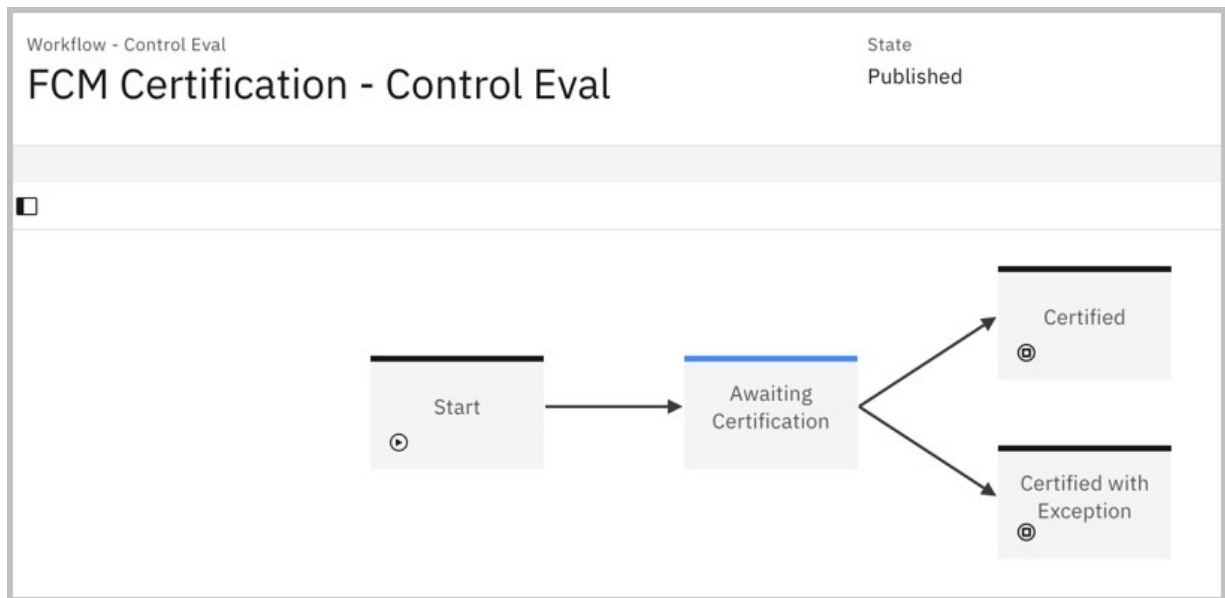 Workflow - Control Eval
FCM Certification - Control Eval
State
Published
Start
Awaiting
Certification
Certified
Certified with
Exception